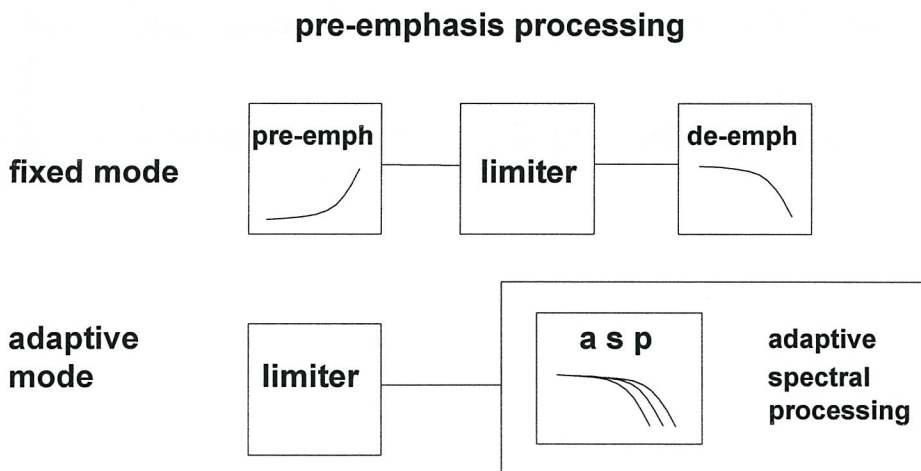 pre-emphasis processing
fixed mode
pre-emph
limiter
de-emph
adaptive
mode
limiter
a s p
adaptive
spectral
processing